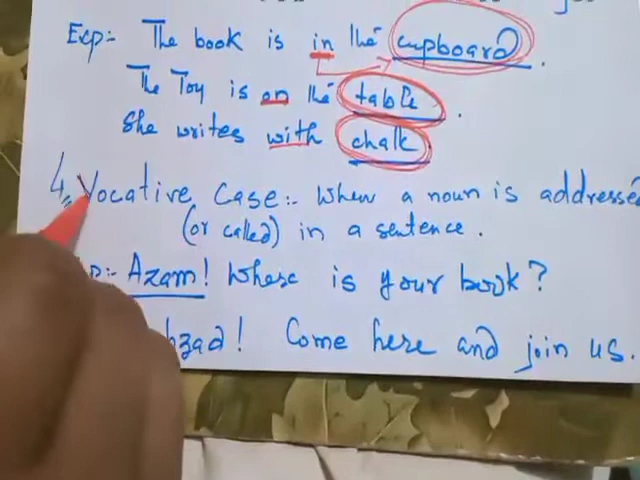 Exp:- The book is in the cupboard.
The Toy is on the table.
She writes with chalk.
4. Vocative Case:- When a noun is addresse
(or called) in a sentence.
Azam! Where is your book?
Come here and join us.